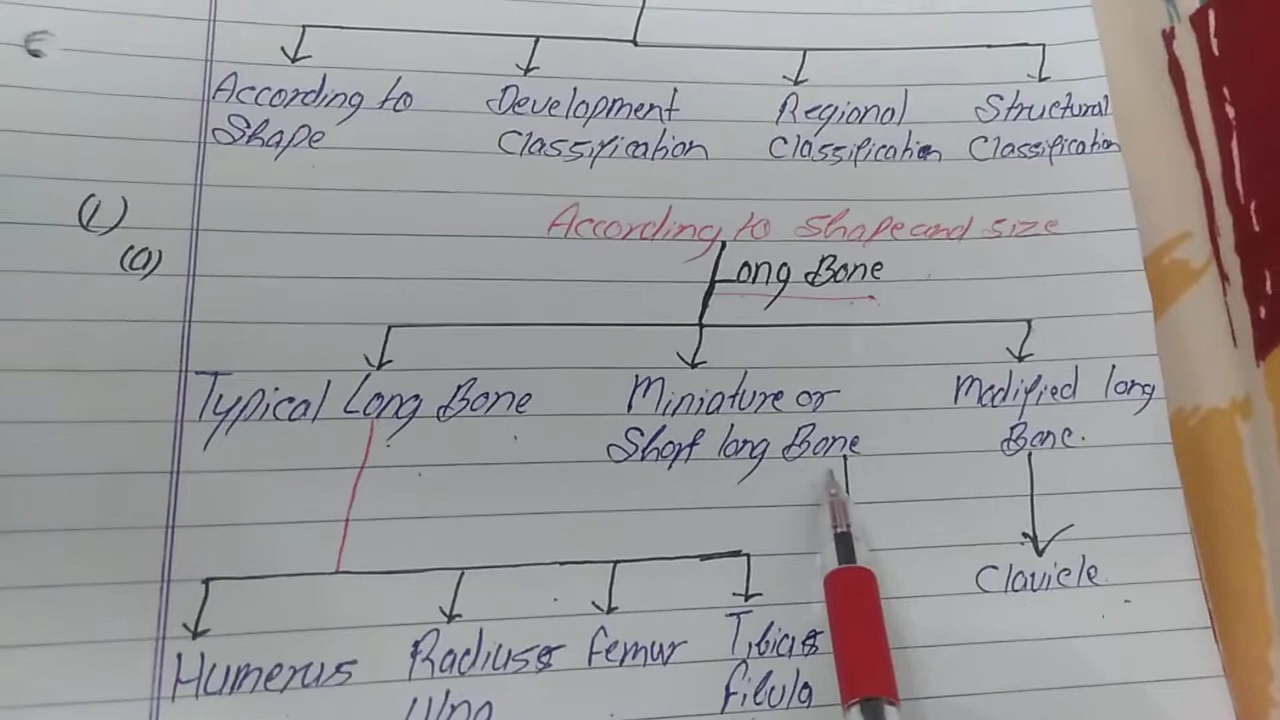 According to Development Regional Structural
Shape Classification Classification Classification
(1) According to Shape and size
(a) Long Bone
Typical Long Bone Miniature or Modified long
Short long Bone Bone.
Clavicle.
Humerus Radius & Femur Tibia &
Ulna Fibula